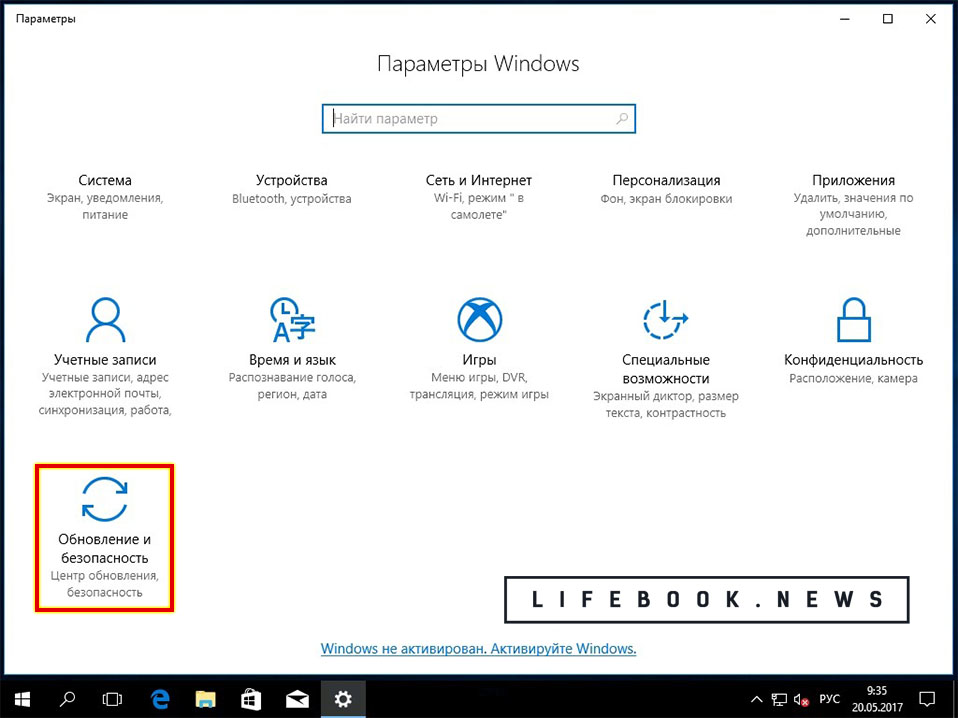 Параметры
Параметры Windows
Найти параметр
Система
Экран, уведомления,
питание
Устройства
Bluetooth, устройства
Сеть и Интернет
Wi-Fi, режим " в
самолете"
Персонализация
Фон, экран блокировки
Приложения
Удалить, значения по
умолчанию,
дополнительные
Учетные записи
Учетные записи, адрес
электронной почты,
синхронизация, работа,
Время и язык
Распознавание голоса,
регион, дата
Игры
Меню игры, DVR,
трансляция, режим игры
Специальные
возможности
Экранный диктор, размер
текста, контрастность
Конфиденциальность
Расположение, камера
Обновление и
безопасность
Центр обновления,
безопасность
LIFEBOOK.NEWS
Windows не активирован. Активируйте Windows.
РУС
9:35
20.05.2017